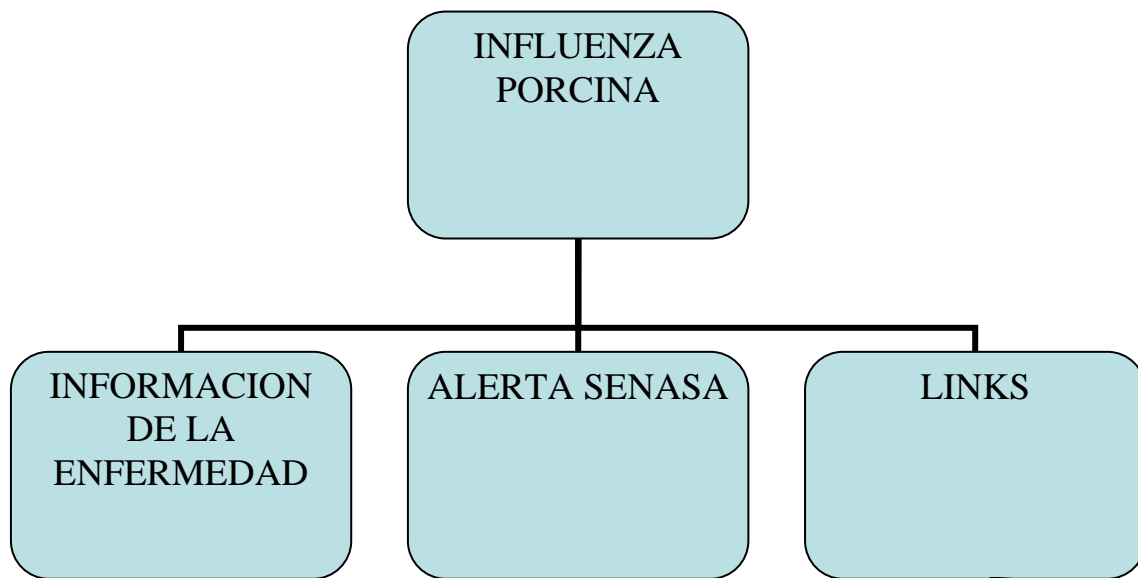 INFLUENZA
PORCINA
INFORMACION
DE LA
ENFERMEDAD
ALERTA SENASA
LINKS